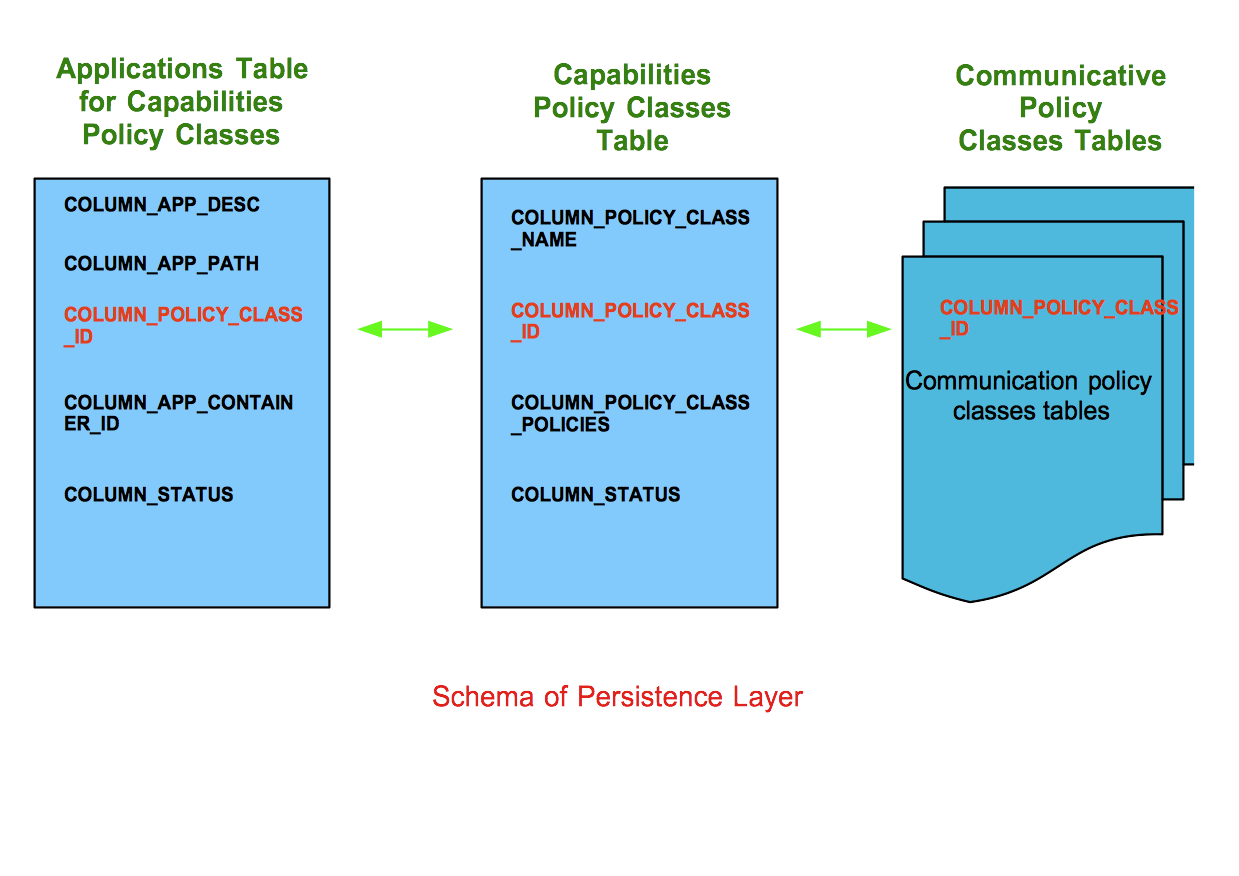 Applications Table
for Capabilities
Policy Classes
Capabilities
Policy Classes
Table
Communicative
Policy
Classes Tables
COLUMN_APP_DESC
COLUMN_APP_PATH
COLUMN_POLICY_CLASS
_ID
COLUMN_APP_CONTAIN
ER_ID
COLUMN_STATUS
COLUMN_POLICY_CLASS
_NAME
COLUMN_POLICY_CLASS
_ID
COLUMN_POLICY_CLASS
_POLICIES
COLUMN_STATUS
COLUMN_POLICY_CLASS
_ID
Communication policy
classes tables
Schema of Persistence Layer